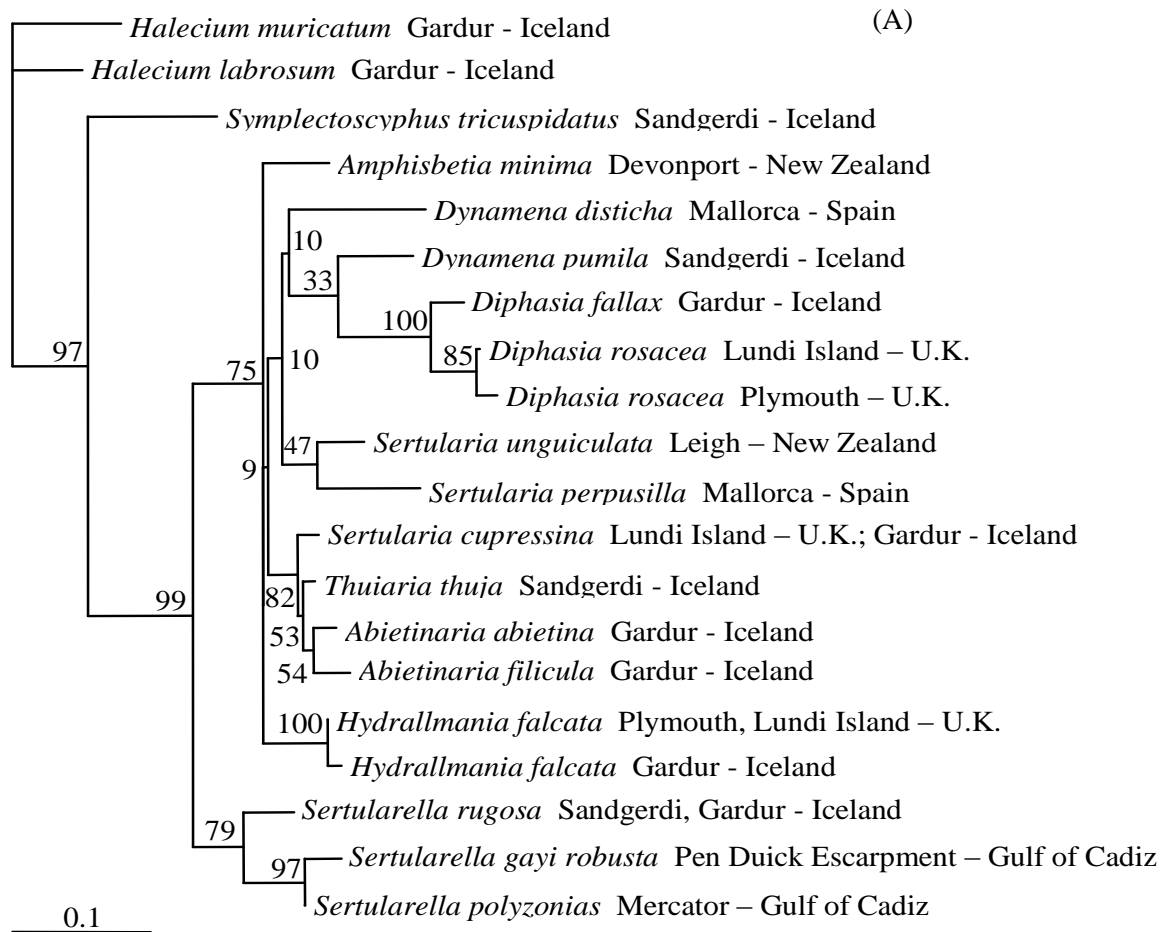 (A)
Halecium muricatum Gardur - Iceland
Halecium labrosum Gardur - Iceland
Symplectoscyphus tricuspidatus Sandgerdi - Iceland
Amphisbetia minima Devonport - New Zealand
Dynamena disticha Mallorca - Spain
10
Dynamena pumila Sandgerdi - Iceland
33
Diphasia fallax Gardur - Iceland
100
Diphasia rosacea Lundi Island – U.K.
85
97
75
10
Diphasia rosacea Plymouth – U.K.
Sertularia unguiculata Leigh – New Zealand
47
9
Sertularia perpusilla Mallorca - Spain
Sertularia cupressina Lundi Island – U.K.; Gardur - Iceland
Thuiaria thuja Sandgerdi - Iceland
99
82
Abietinaria abietina Gardur - Iceland
53
Abietinaria filicula Gardur - Iceland
54
100
Hydrallmania falcata Plymouth, Lundi Island – U.K.
Hydrallmania falcata Gardur - Iceland
Sertularella rugosa Sandgerdi, Gardur - Iceland
79
Sertularella gayi robusta Pen Duick Escarpment – Gulf of Cadiz
97
Sertularella polyzonias Mercator – Gulf of Cadiz
0.1